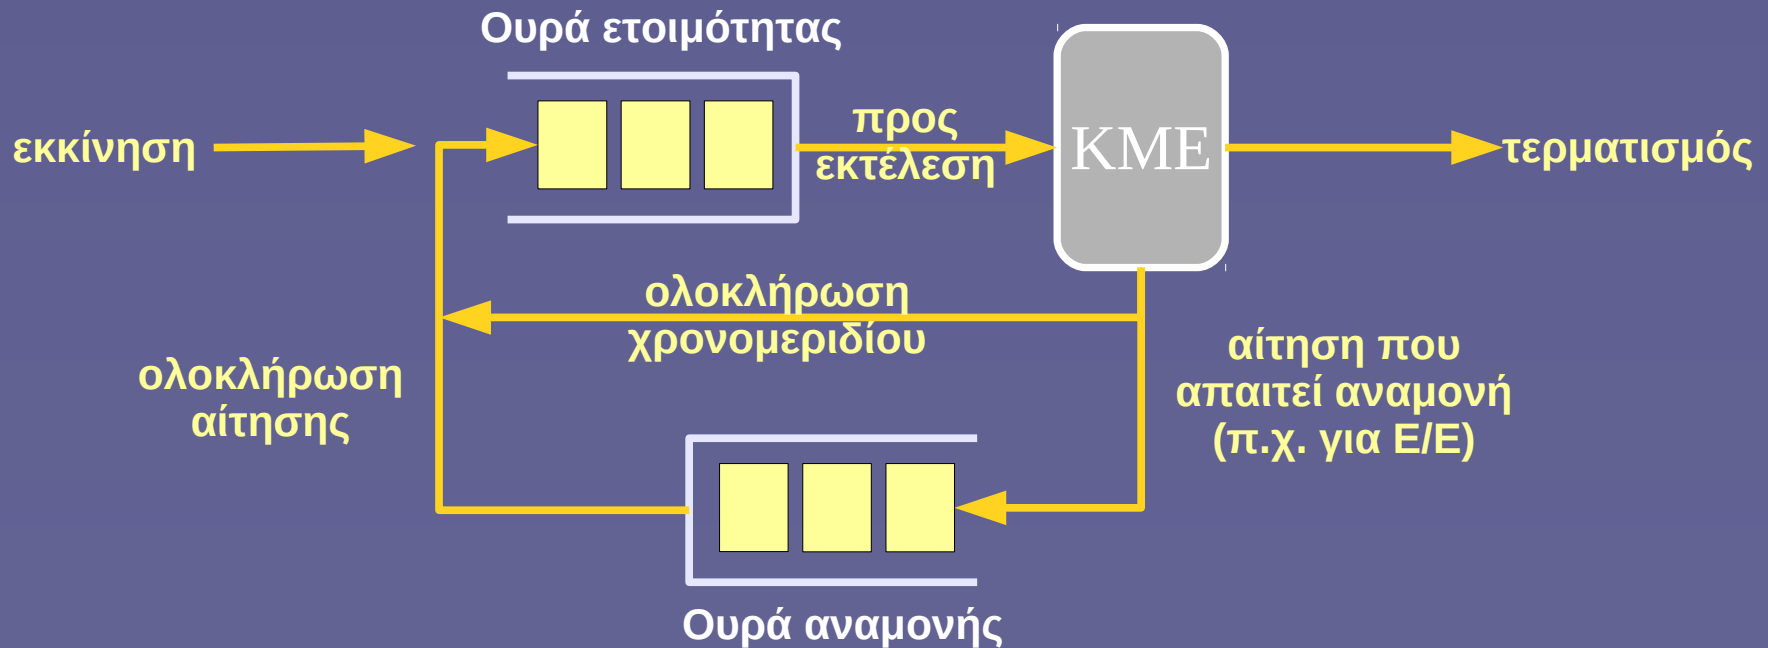 Ουρά ετοιμότητας
εκκίνηση
προς
εκτέλεση
ΚΜΕ
τερματισμός
ολοκλήρωση
χρονομεριδίου
ολοκλήρωση
αίτησης
αίτηση που
απαιτεί αναμονή
(π.χ. για Ε/Ε)
Ουρά αναμονής